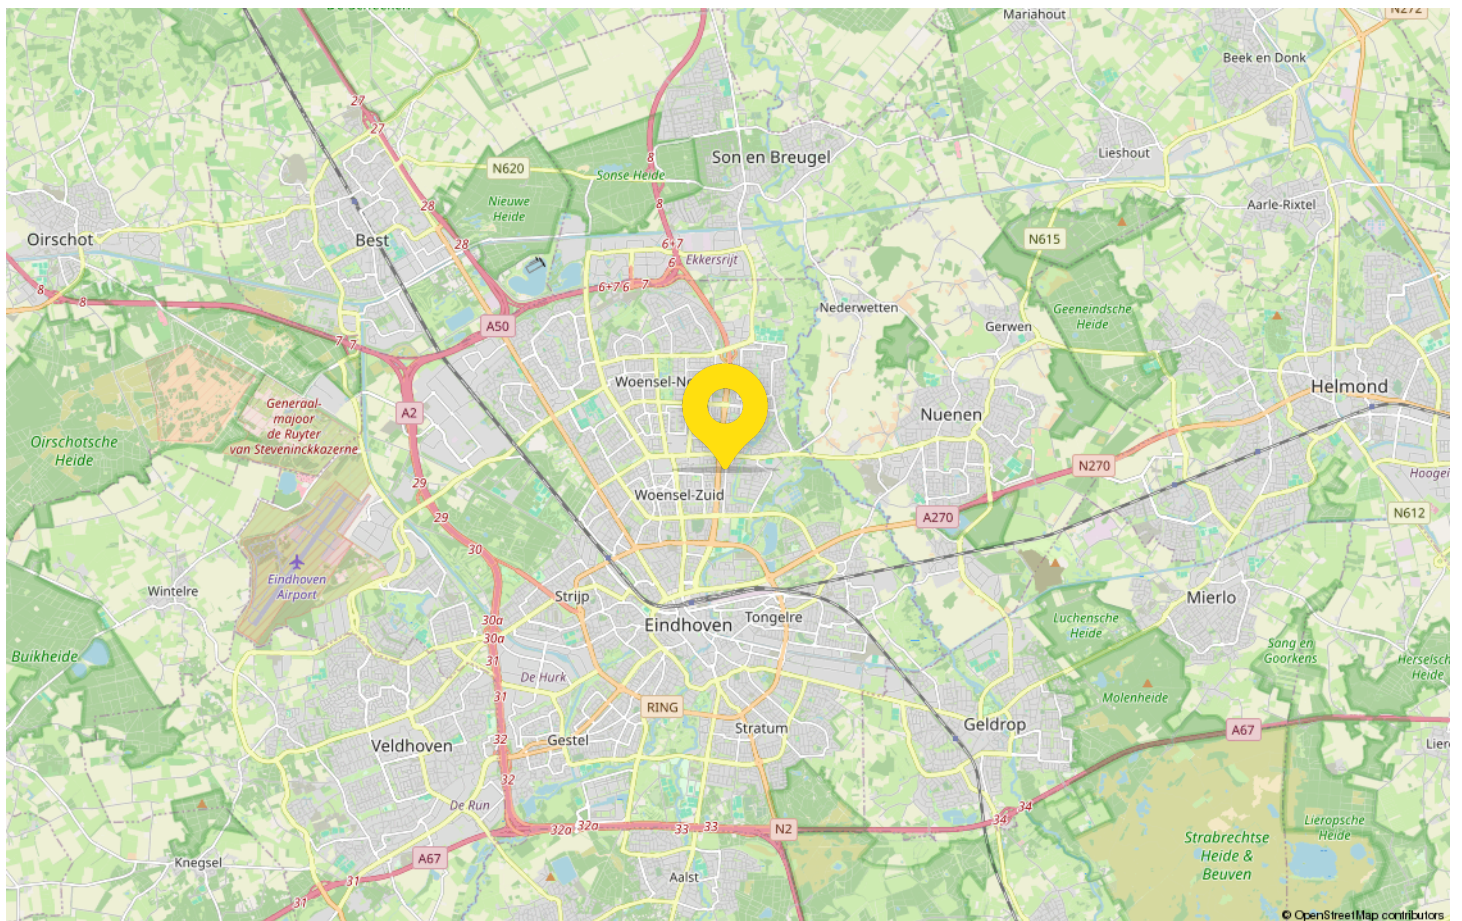 Mariahout
N272
Beek en Donk
27
27
Son en Breugel
8
Lieshout
N620
Sonse Heide
28
Nieuwe
Heide
8
Aarle-Rixtel
Oirschot
Best
28
6+7
N615
6
Ekkersrijt
8
8
6+7 6 7
Nederwetten
Geeneindsche
Heide
A50
Gerwen
7 7
Woensel-No
Helmond
Generaal-
majoor
de Ruyter
van Steveninckkazerne
A2
Nuenen
Oirschotsche
Heide
N270
Hoogei
29
Woensel-Zuid
29
A270
N612
30
Eindhoven
Airport
Wintelre
Strijp
Mierlo
30a
Eindhoven
Tongelre
Luchensche
Heide
30a
Buikheide
31
Sang en
Goorkens
Herselsch
Heide
De Hurk
31
Molenheide
RING
Geldrop
Stratum
A67
32
Gestel
Veldhoven
Liero
32
De Run
34
34
32a 32a
33 33
N2
Lieropsche
Heide
Strabrechtse
Heide &
Beuven
A67
Knegsel
31
Aalst
31
© OpenStreetMap contributors